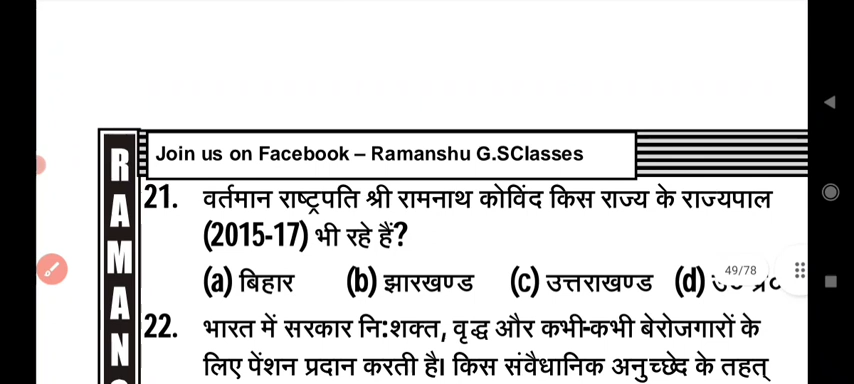 Join us on Facebook – Ramanshu G.SClasses
R
A
M
A
N
21. वर्तमान राष्ट्रपति श्री रामनाथ कोविंद किस राज्य के राज्यपाल
(2015-17) भी रहे हैं?
(a) बिहार (b) झारखण्ड (c) उत्तराखण्ड (d)
49/78
22. भारत में सरकार नि:शक्त, वृद्ध और कभी-कभी बेरोजगारों के
लिए पेंशन प्रदान करती है। किस संवैधानिक अनुच्छेद के तहत्